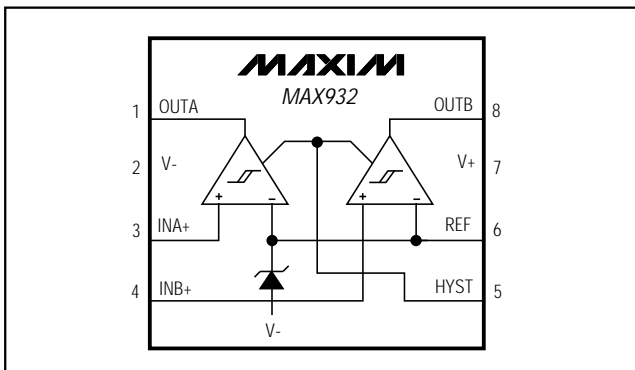 MAXIM
MAX932
1 OUTA
OUTB 8
2 V-
V+ 7
3 INA+
REF 6
4 INB+
HYST 5
+ -
+ -
V-